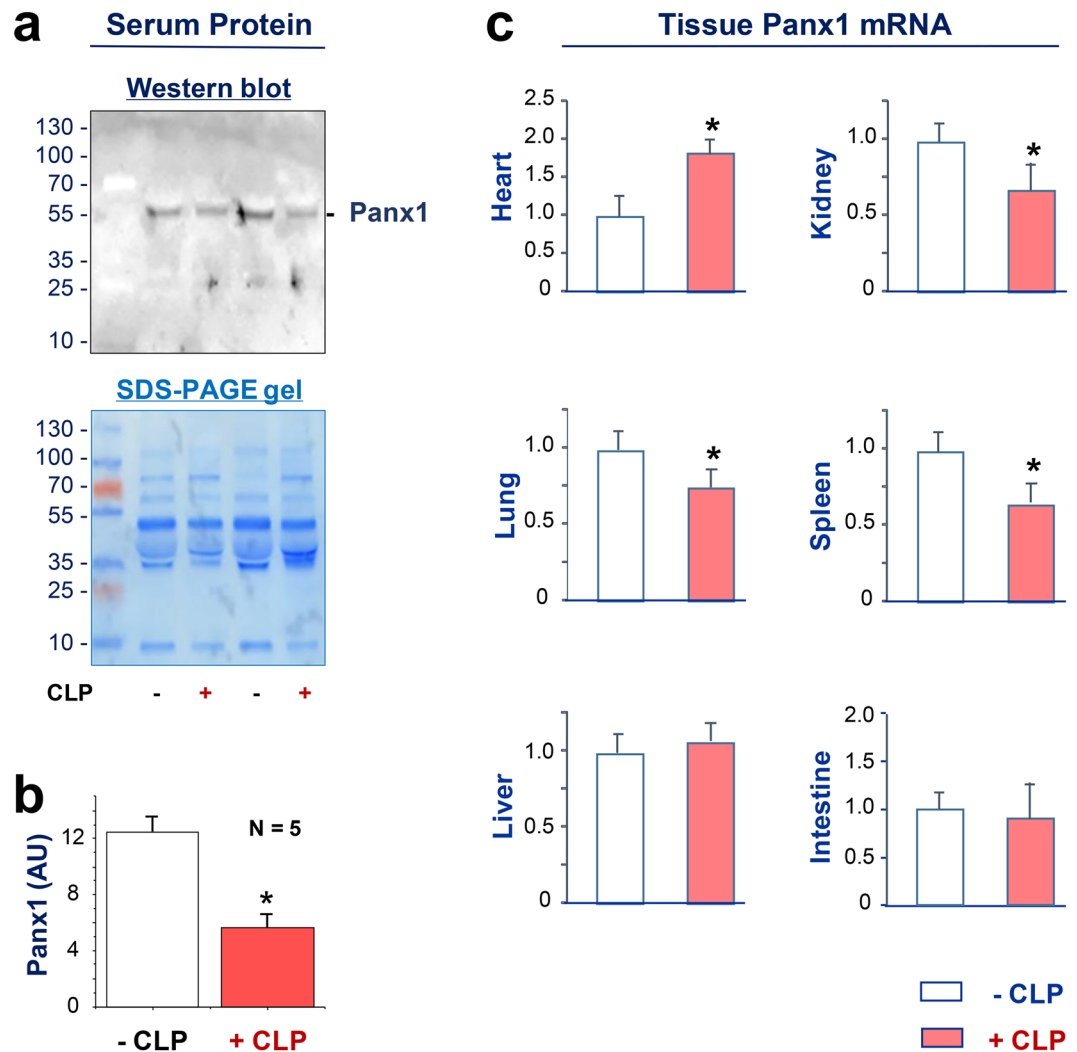 a
Serum Protein
Western blot
130 -
100 -
70 -
55 -
- Panx1
35 -
25 -
10 -
SDS-PAGE gel
130 -
100 -
70 -
55 -
35 -
25 -
10 -
CLP - + - +
b
Panx1 (AU)
12
8
4
0
N = 5
*
- CLP + CLP
c
Tissue Panx1 mRNA
Heart
2.5
2.0
1.5
1.0
0.5
0
*
Kidney
1.0
0.5
0
*
Lung
1.0
0.5
0
*
Spleen
1.0
0.5
0
*
Liver
1.0
0.5
0
Intestine
2.0
1.5
1.0
0.5
0
- CLP
+ CLP